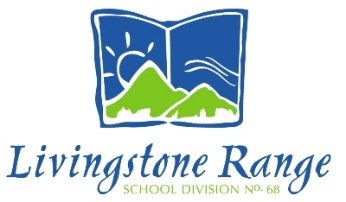 Livingstone Range
SCHOOL DIVISION No. 68